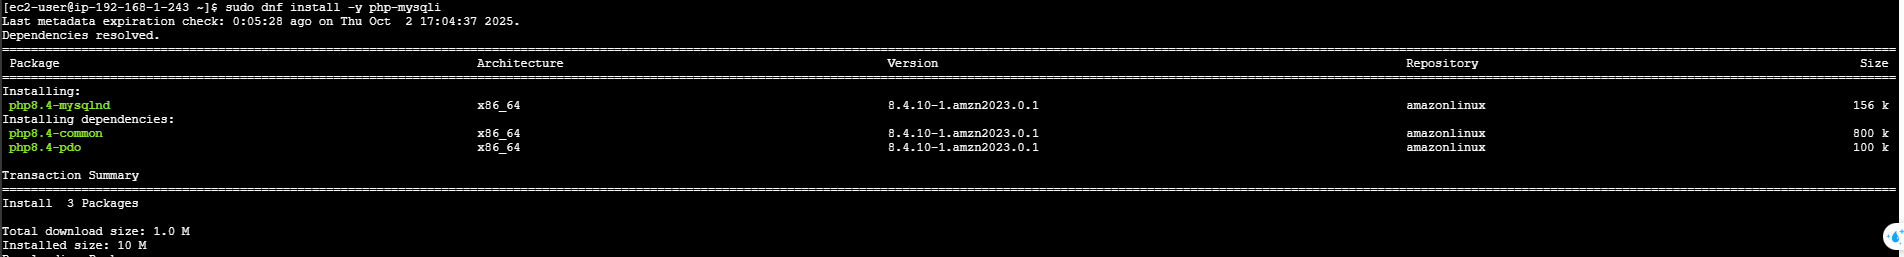 [ec2-user@ip-192-168-1-243 ~]$ sudo dnf install -y php-mysqli
Last metadata expiration check: 0:05:28 ago on Thu Oct  2 17:04:37 2025.
Dependencies resolved.
Package Architecture Version Repository Size
Installing:
php8.4-mysqlnd x86_64 8.4.10-1.amzn2023.0.1 amazonlinux 156 k
Installing dependencies:
php8.4-common x86_64 8.4.10-1.amzn2023.0.1 amazonlinux 800 k
php8.4-pdo x86_64 8.4.10-1.amzn2023.0.1 amazonlinux 100 k
Transaction Summary
Install  3 Packages
Total download size: 1.0 M
Installed size: 10 M